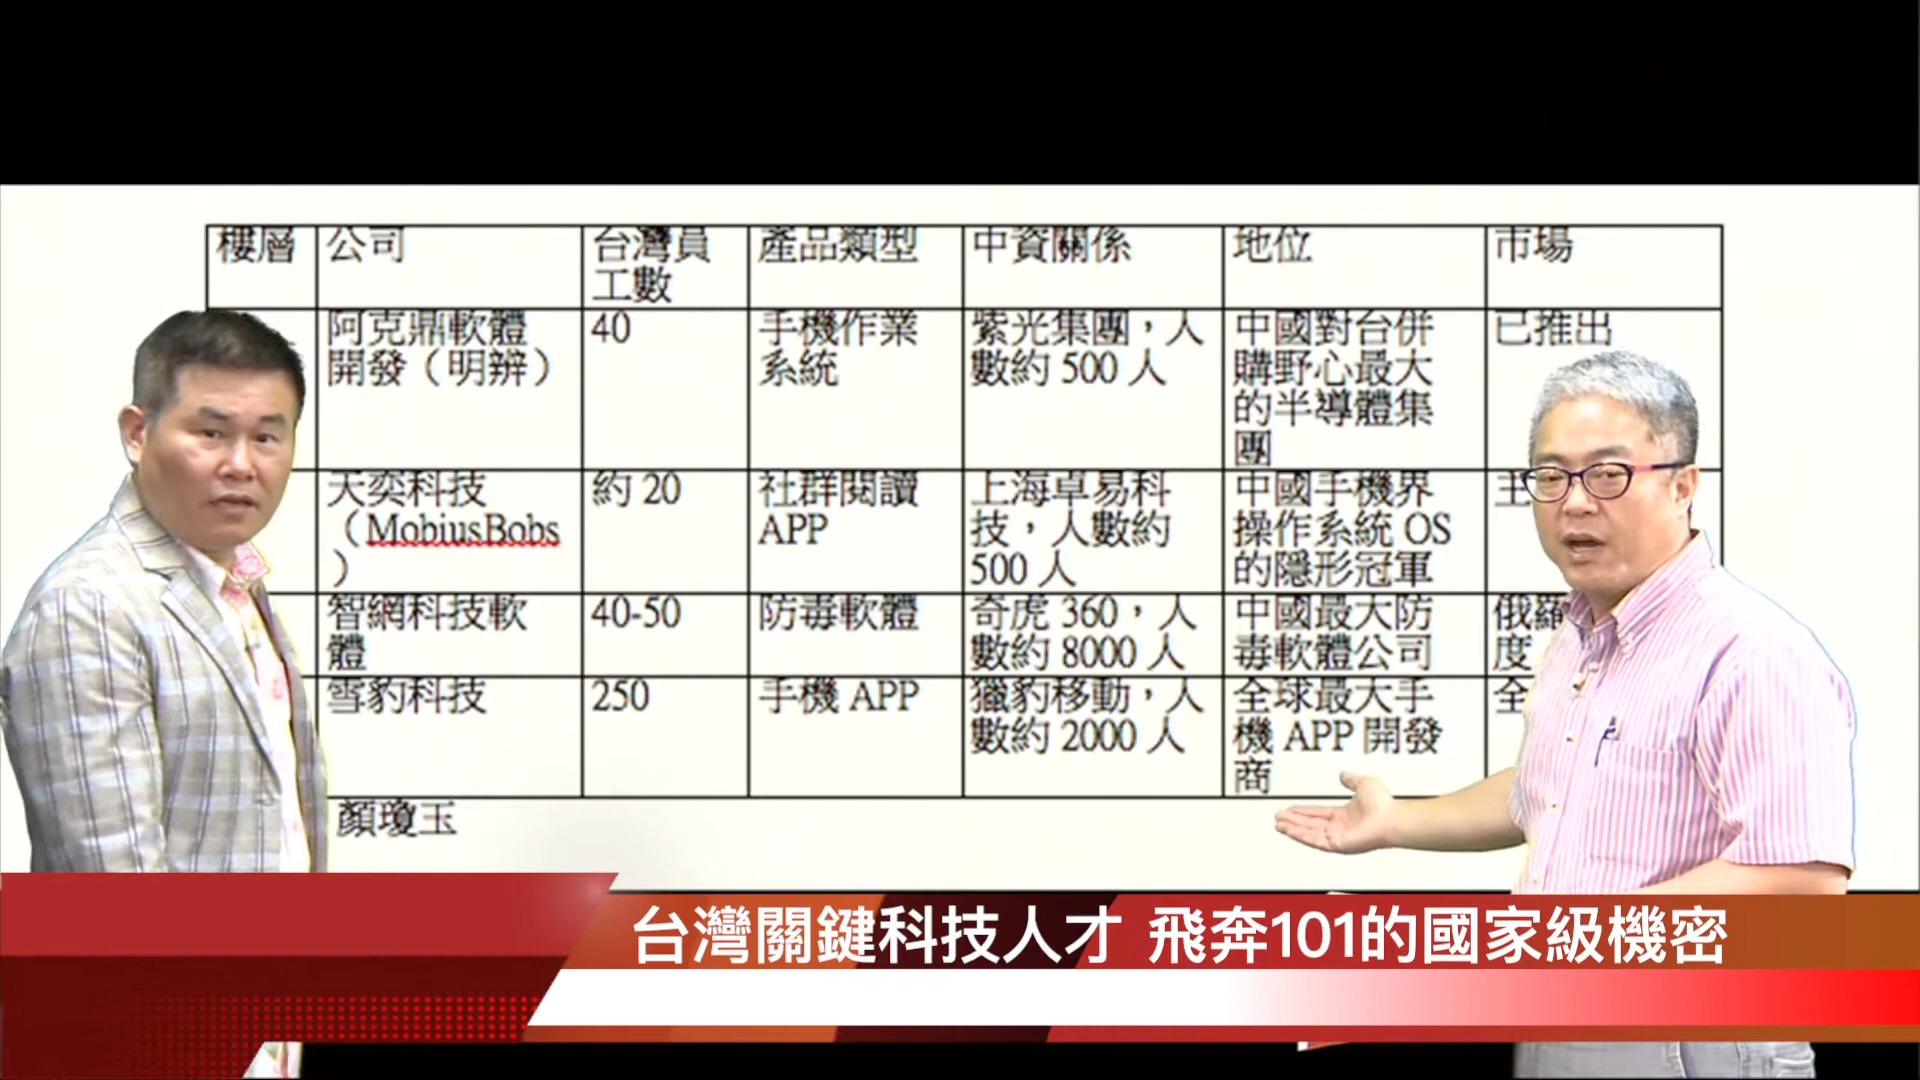 樓層 公司 台灣員工數 產品類型 中資關係 地位 市場
阿克鼎軟體開發（明辨） 40 手機作業系統 紫光集團，人數約 500 人 中國對台併購野心最大的半導體集團 已推出
天奕科技（MobiusBobs） 約 20 社群閱讀 APP 上海卓易科技，人數約 500 人 中國手機界操作系統 OS 的隱形冠軍 主
智網科技軟體 40-50 防毒軟體 奇虎 360，人數約 8000 人 中國最大防毒軟體公司 俄羅 度
雪豹科技 250 手機 APP 獵豹移動，人數約 2000 人 全球最大手機 APP 開發商 全
顏瓊玉
台灣關鍵科技人才 飛奔101的國家級機密